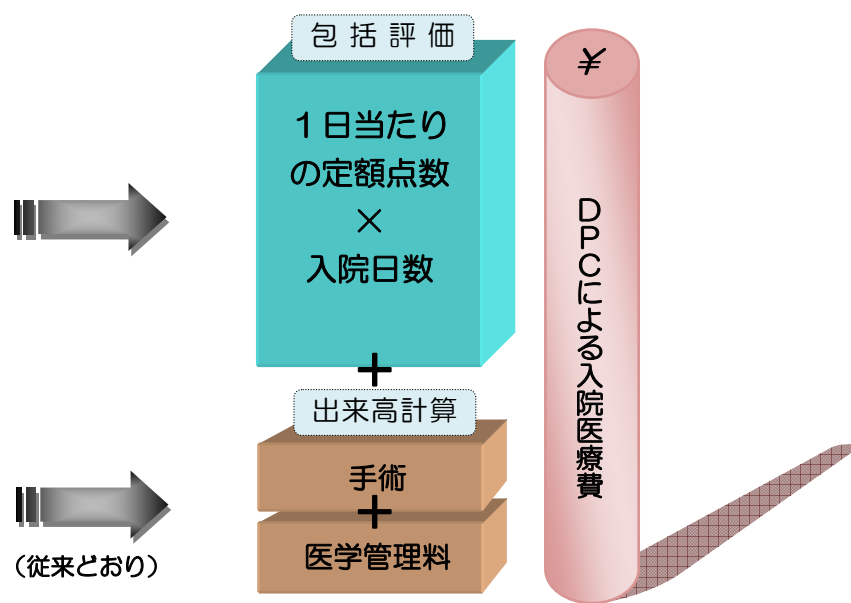 包括評価
1日当たり
の定額点数
×
入院日数
+
出来高計算
手術
+
医学管理料
(従来どおり)
¥
DPCによる入院医療費